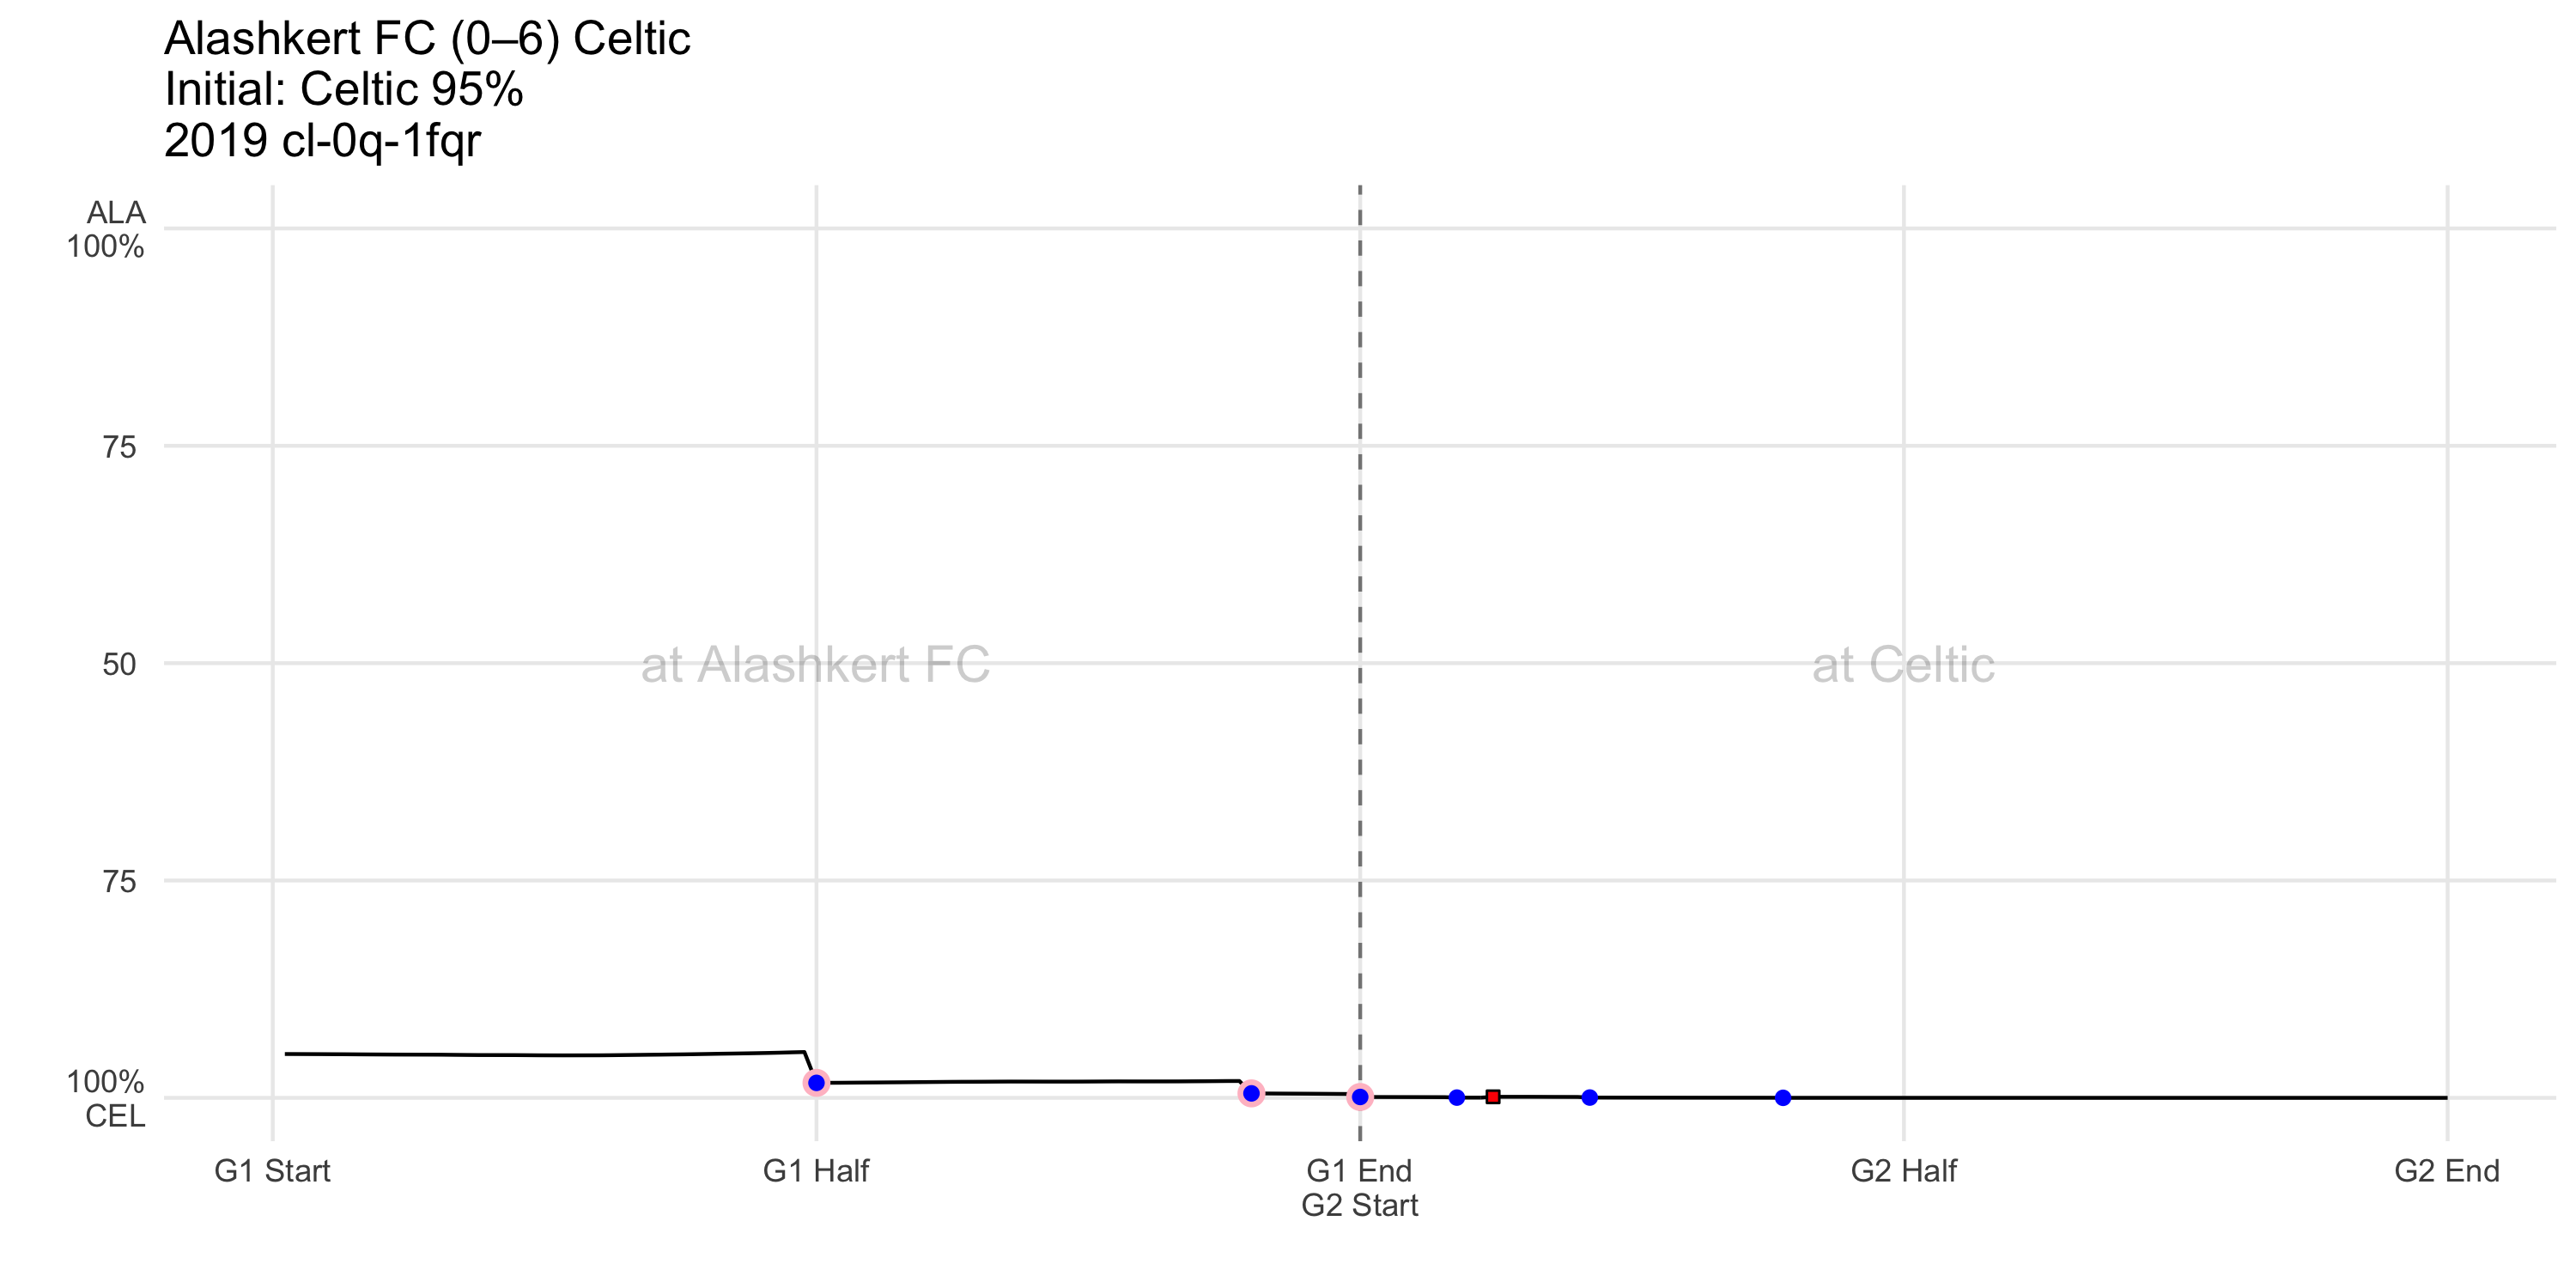 Alashkert FC (0–6) Celtic
Initial: Celtic 95%
2019 cl-0q-1fqr
ALA
100%
75
50
at Alashkert FC
at Celtic
75
100%
CEL
G1 Start
G1 Half
G1 End
G2 Start
G2 Half
G2 End